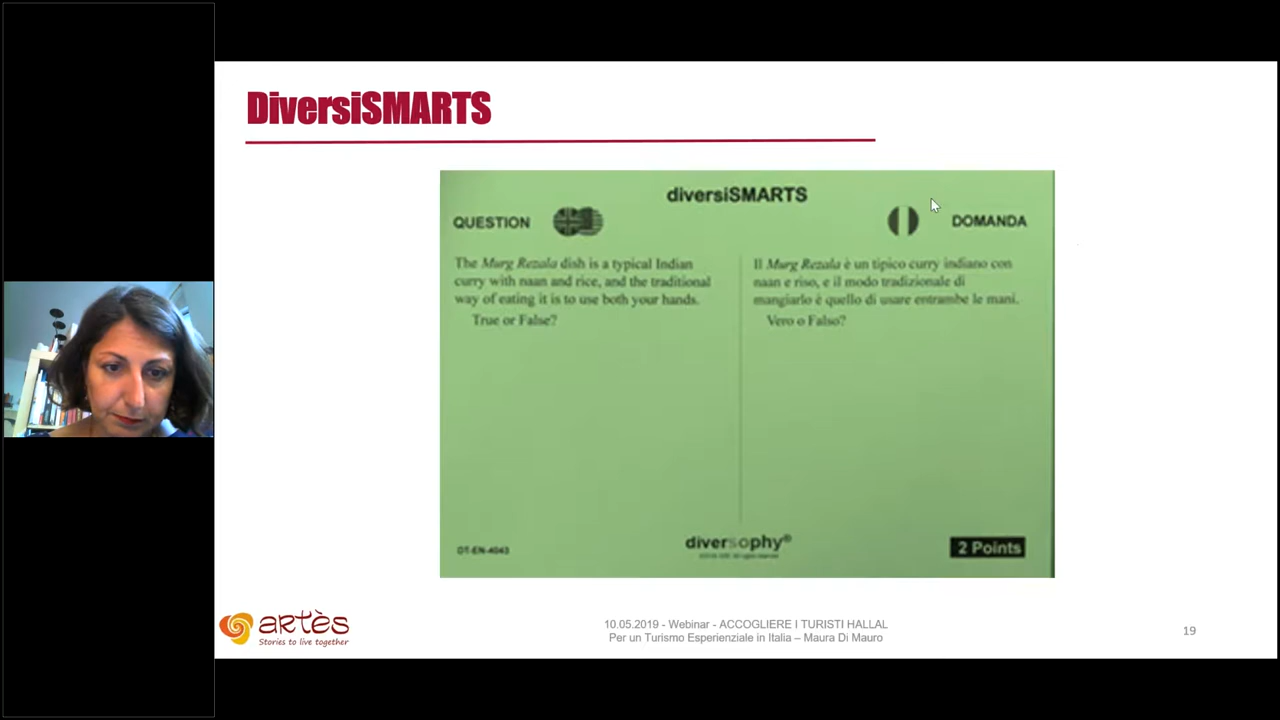 DiversiSMARTS
diversiSMARTS
QUESTION
The Murg Rezala dish is a typical Indian
curry with naan and rice, and the traditional
way of eating it is to use both your hands.
True or False?
DOMANDA
Il Murg Rezala è un tipico curry indiano con
naan e riso, e il modo tradizionale di
mangiarlo è quello di usare entrambe le mani.
Vero o Falso?
DT-EN-4043
diversophy®
2 Points
artès
Stories to live together
10.05.2019 - Webinar - ACCOGLIERE I TURISTI HALLAL
Per un Turismo Esperienziale in Italia – Maura Di Mauro
19